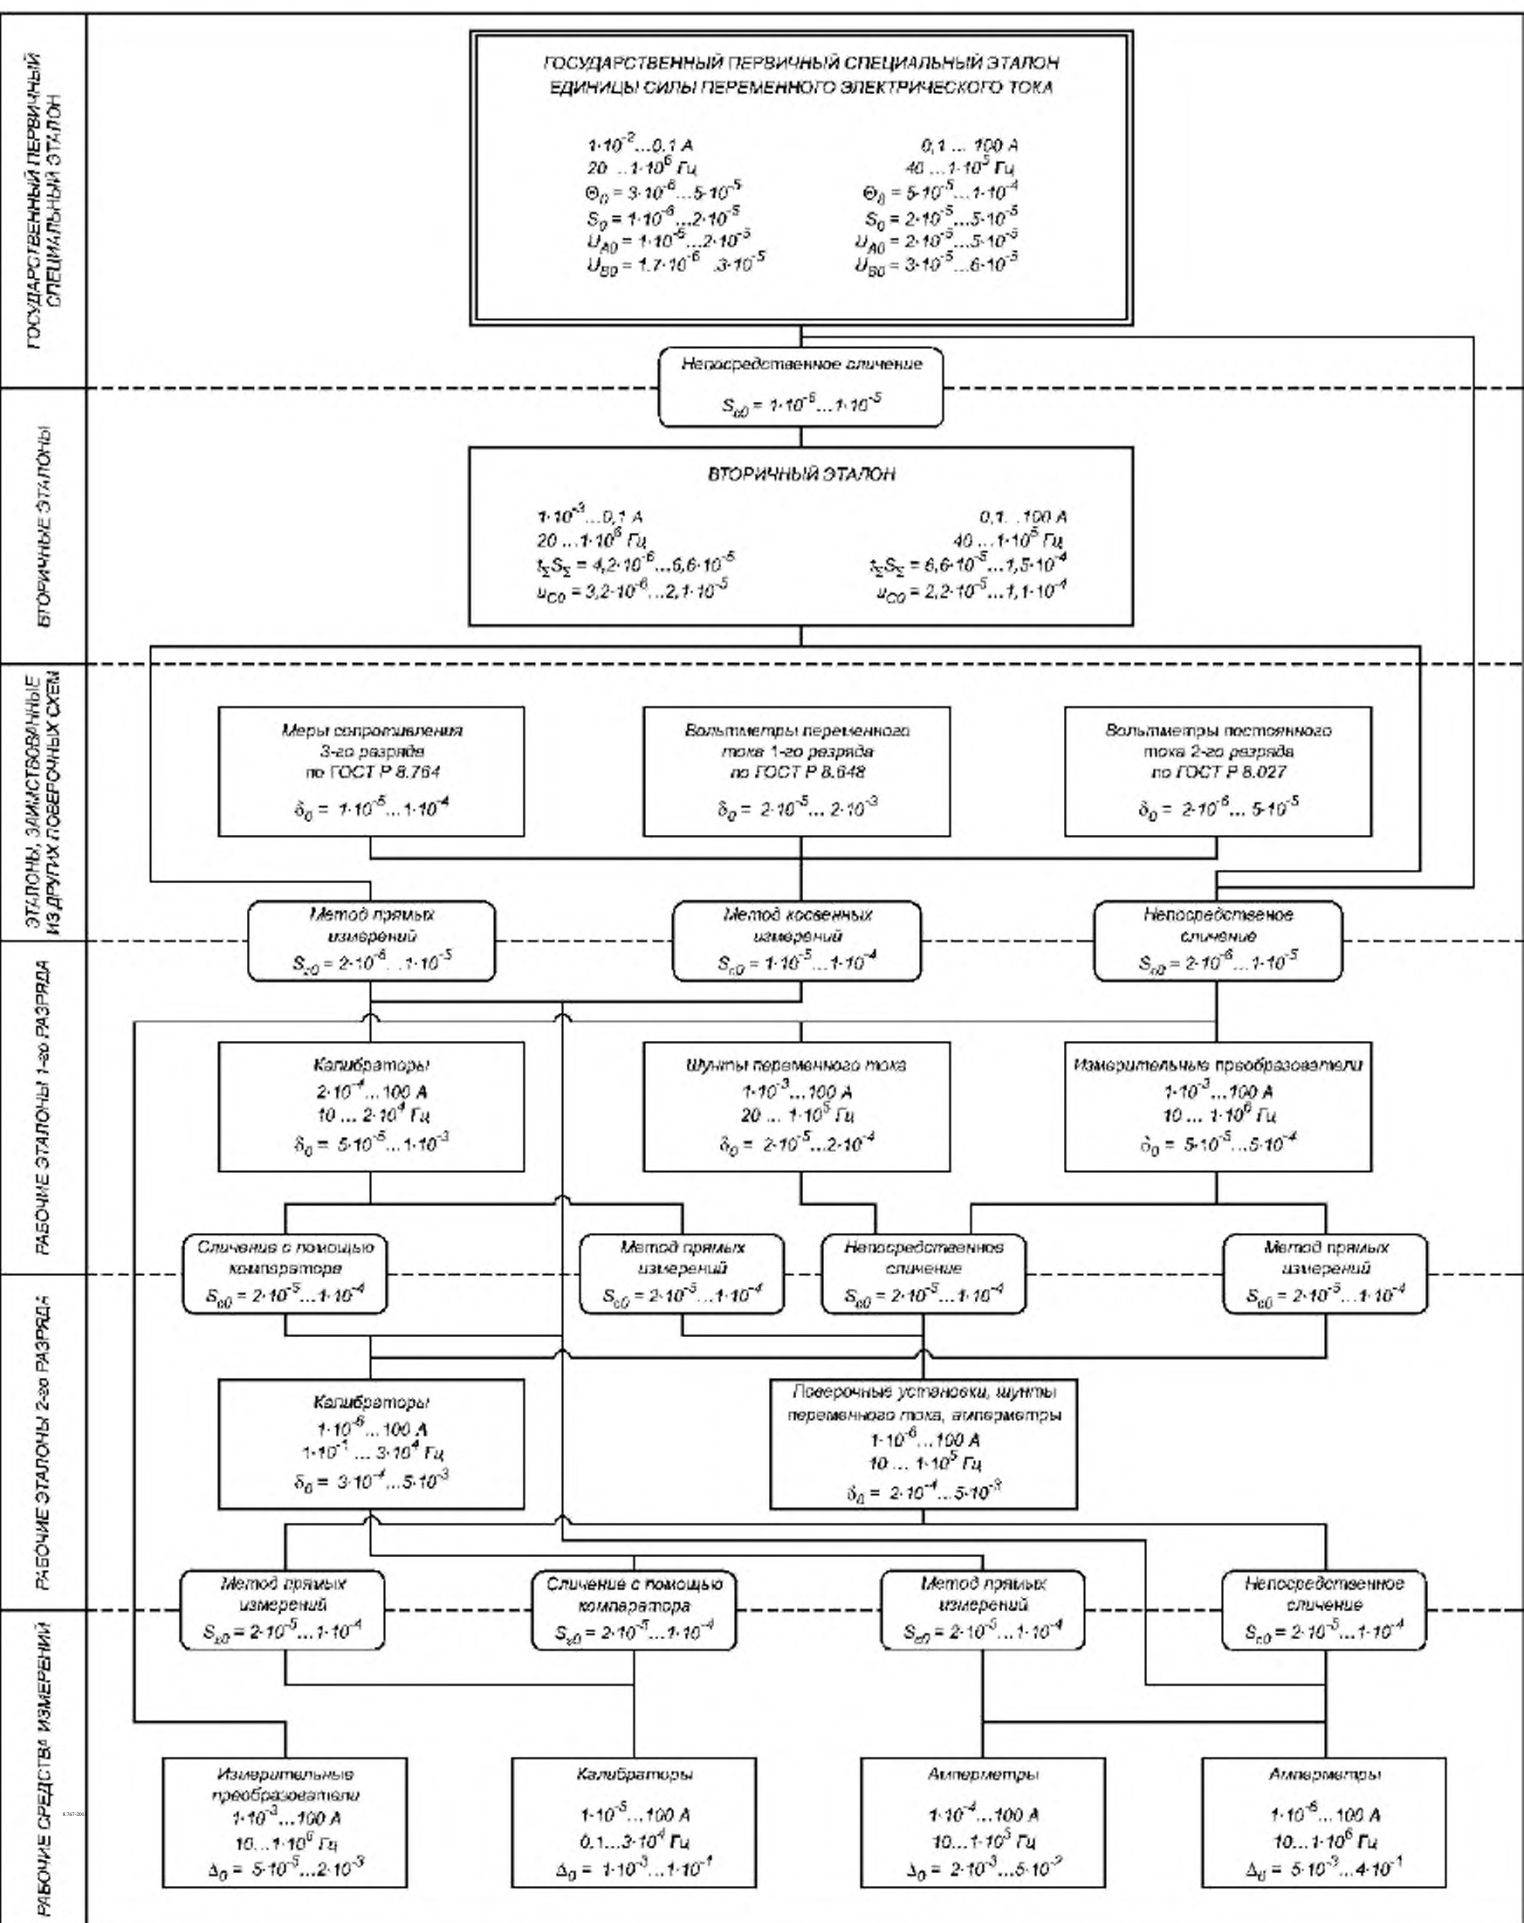 ГОСУДАРСТВЕННЫЙ ПЕРВИЧНЫЙ
СПЕЦИАЛЬНЫЙ ЭТАЛОН
ГОСУДАРСТВЕННЫЙ ПЕРВИЧНЫЙ СПЕЦИАЛЬНЫЙ ЭТАЛОН
ЕДИНИЦЫ СИЛЫ ПЕРЕМЕННОГО ЭЛЕКТРИЧЕСКОГО ТОКА
1·10⁻²...0,1 А
20 ...1·10⁶ Гц
Θ₀ = 3·10⁻⁶...5·10⁻⁵
S₀ = 1·10⁻⁶...2·10⁻⁵
U_A0 = 1·10⁻⁶...2·10⁻⁵
U_B0 = 1,7·10⁻⁶...3·10⁻⁵
0,1 ... 100 А
40 ...1·10⁵ Гц
Θ₀ = 5·10⁻⁵...1·10⁻⁴
S₀ = 2·10⁻⁵...5·10⁻⁵
U_A0 = 2·10⁻⁵...5·10⁻⁵
U_B0 = 3·10⁻⁵...6·10⁻⁵
Непосредственное сличение
S_c0 = 1·10⁻⁶...1·10⁻⁵
ВТОРИЧНЫЕ ЭТАЛОНЫ
ВТОРИЧНЫЙ ЭТАЛОН
1·10⁻³...0,1 А
20 ...1·10⁶ Гц
t_ΣS_Σ = 4,2·10⁻⁶...6,6·10⁻⁵
u_C0 = 3,2·10⁻⁶...2,1·10⁻⁵
0,1...100 А
40 ...1·10⁵ Гц
t_ΣS_Σ = 6,6·10⁻⁵...1,5·10⁻⁴
u_C0 = 2,2·10⁻⁵...1,1·10⁻⁴
ЭТАЛОНЫ, ЗАИМСТВОВАННЫЕ
ИЗ ДРУГИХ ПОВЕРОЧНЫХ СХЕМ
Меры сопротивления
3-го разряда
по ГОСТ Р 8.764
δ₀ = 1·10⁻⁵...1·10⁻⁴
Вольтметры переменного
тока 1-го разряда
по ГОСТ Р 8.648
δ₀ = 2·10⁻⁵... 2·10⁻³
Вольтметры постоянного
тока 2-го разряда
по ГОСТ Р 8.027
δ₀ = 2·10⁻⁶... 5·10⁻⁵
Метод прямых
измерений
S_c0 = 2·10⁻⁶...1·10⁻⁵
Метод косвенных
измерений
S_c0 = 1·10⁻⁵...1·10⁻⁴
Непосредственое
сличение
S_c0 = 2·10⁻⁶...1·10⁻⁵
РАБОЧИЕ ЭТАЛОНЫ 1-го РАЗРЯДА
Калибраторы
2·10⁻⁴...100 А
10 ... 2·10⁴ Гц
δ₀ = 5·10⁻⁵...1·10⁻³
Шунты переменного тока
1·10⁻³...100 А
20 ... 1·10⁵ Гц
δ₀ = 2·10⁻⁵...2·10⁻⁴
Измерительные преобразователи
1·10⁻³...100 А
10 ... 1·10⁶ Гц
δ₀ = 5·10⁻⁵...5·10⁻⁴
Сличение с помощью
компаратора
S_c0 = 2·10⁻⁵...1·10⁻⁴
Метод прямых
измерений
S_c0 = 2·10⁻⁵...1·10⁻⁴
Непосредственное
сличение
S_c0 = 2·10⁻⁵...1·10⁻⁴
Метод прямых
измерений
S_c0 = 2·10⁻⁵...1·10⁻⁴
РАБОЧИЕ ЭТАЛОНЫ 2-го РАЗРЯДА
Калибраторы
1·10⁻⁶...100 А
1·10⁻¹ ... 3·10⁴ Гц
δ₀ = 3·10⁻⁴...5·10⁻³
Поверочные установки, шунты
переменного тока, амперметры
1·10⁻⁶...100 А
10 ... 1·10⁵ Гц
δ₀ = 2·10⁻⁴...5·10⁻³
Метод прямых
измерений
S_c0 = 2·10⁻⁵...1·10⁻⁴
Сличение с помощью
компаратора
S_c0 = 2·10⁻⁵...1·10⁻⁴
Метод прямых
измерений
S_c0 = 2·10⁻⁵...1·10⁻⁴
Непосредственное
сличение
S_c0 = 2·10⁻⁵...1·10⁻⁴
РАБОЧИЕ СРЕДСТВА ИЗМЕРЕНИЙ
Измерительные
преобразователи
1·10⁻³...100 А
10...1·10⁶ Гц
Δ₀ = 5·10⁻⁵...2·10⁻³
Калибраторы
1·10⁻⁵...100 А
0,1...3·10⁴ Гц
Δ₀ = 1·10⁻³...1·10⁻¹
Амперметры
1·10⁻⁴...100 А
10...1·10⁵ Гц
Δ₀ = 2·10⁻³...5·10⁻²
Амперметры
1·10⁻⁶...100 А
10...1·10⁶ Гц
Δ₀ = 5·10⁻³...4·10⁻¹